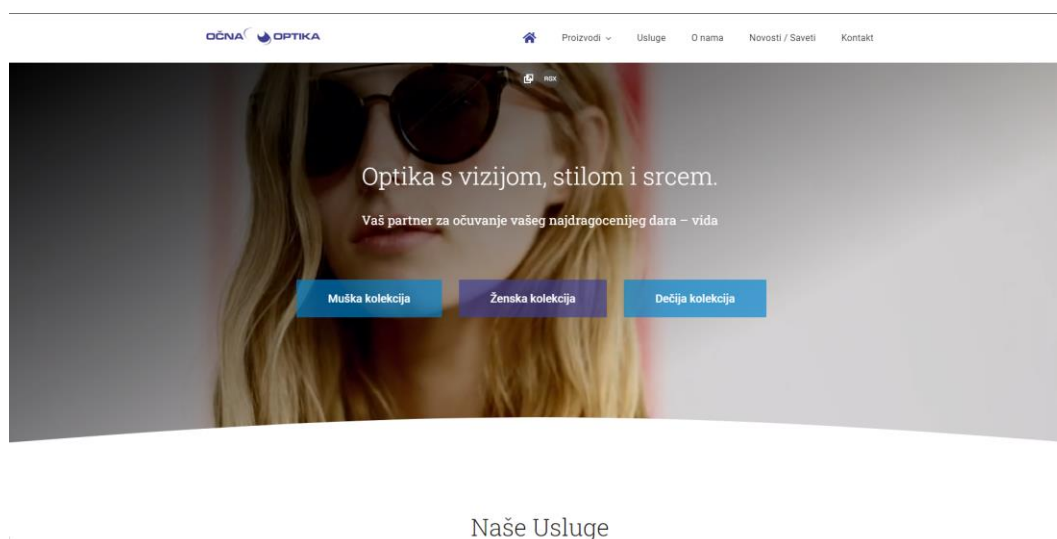 OČNA OPTIKA
Proizvodi Usluge O nama Novosti / Saveti Kontakt
RGX
Optika s vizijom, stilom i srcem.
Vaš partner za očuvanje vašeg najdragocenijeg dara – vida
Muška kolekcija Ženska kolekcija Dečija kolekcija
Naše Usluge